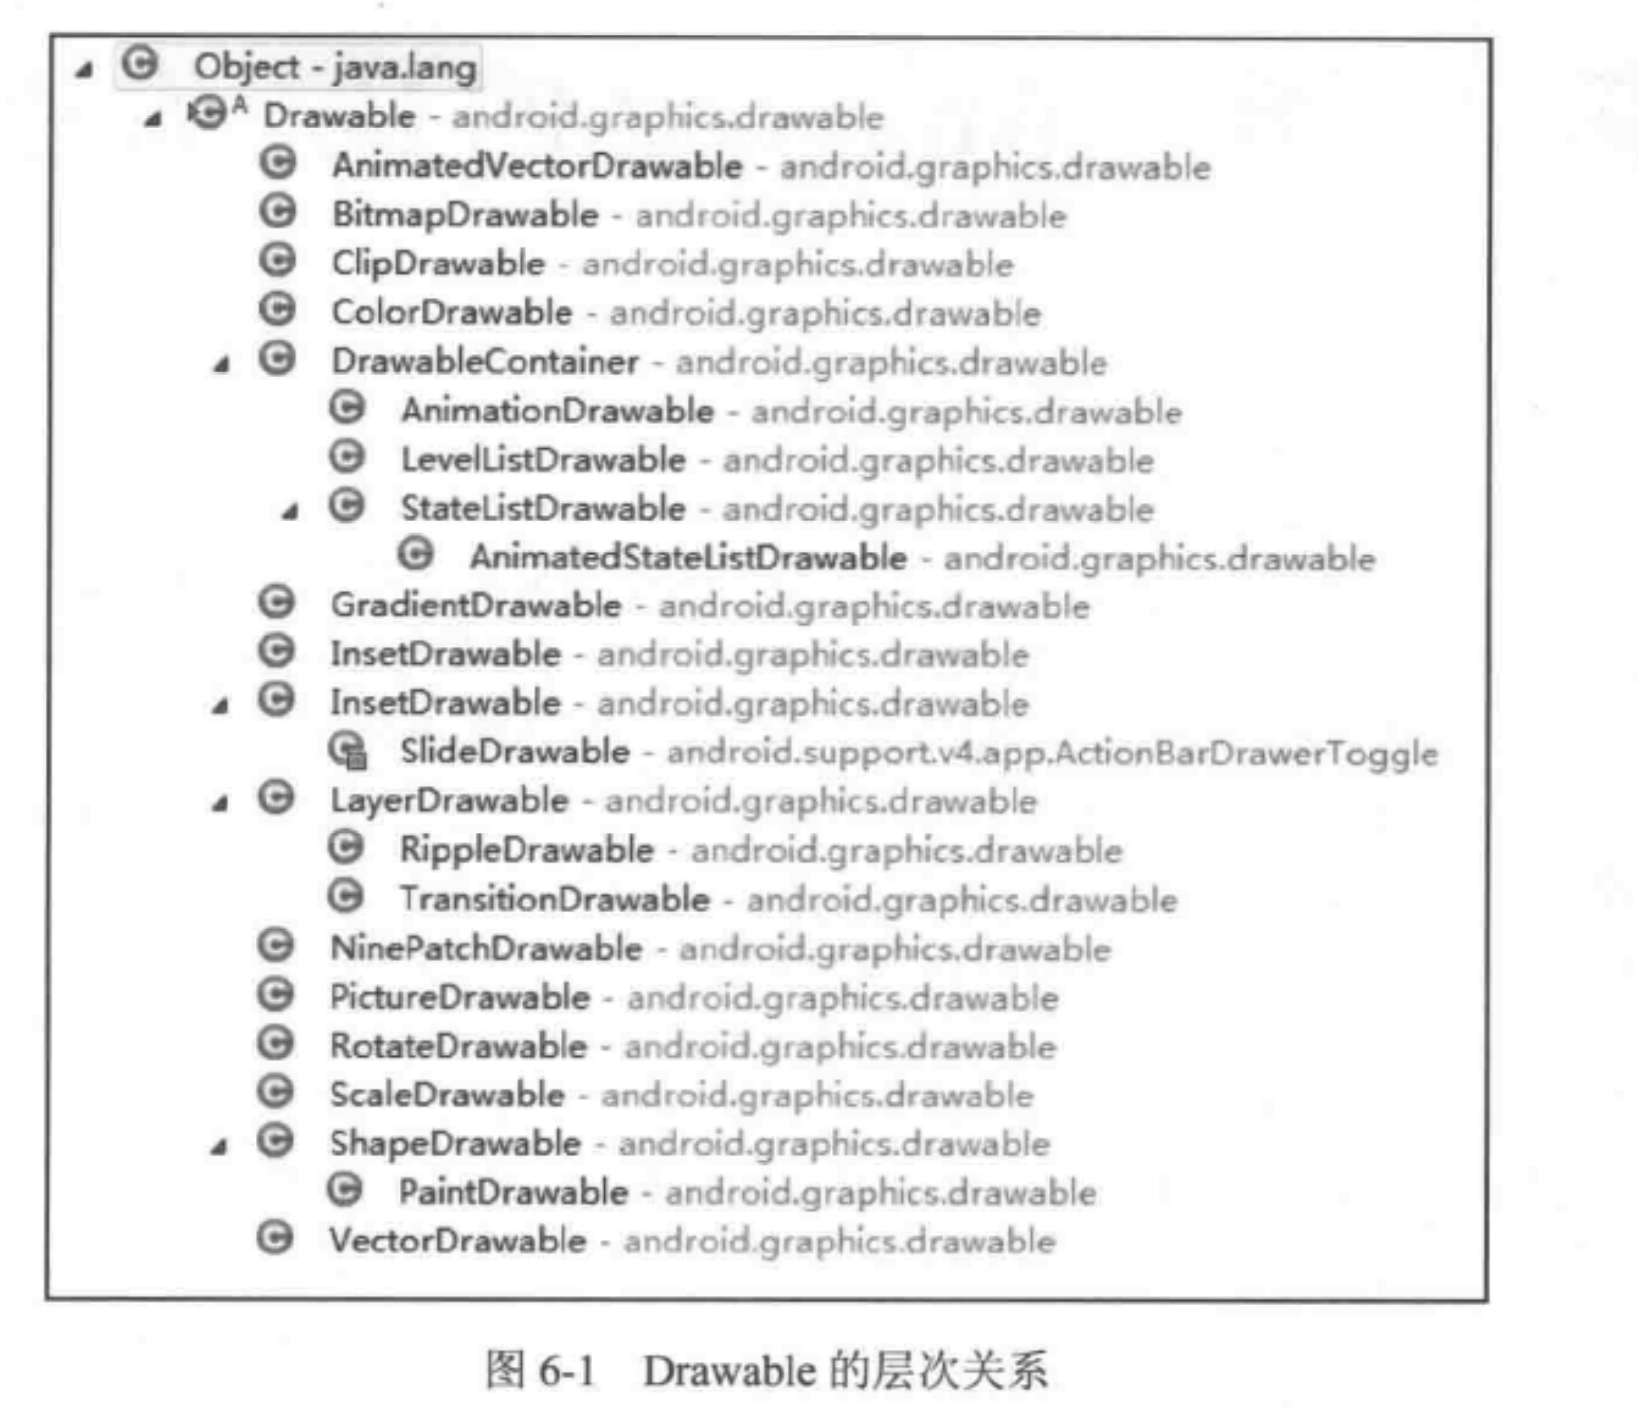 Object - java.lang
Drawable - android.graphics.drawable
AnimatedVectorDrawable - android.graphics.drawable
BitmapDrawable - android.graphics.drawable
ClipDrawable - android.graphics.drawable
ColorDrawable - android.graphics.drawable
DrawableContainer - android.graphics.drawable
AnimationDrawable - android.graphics.drawable
LevelListDrawable - android.graphics.drawable
StateListDrawable - android.graphics.drawable
AnimatedStateListDrawable - android.graphics.drawable
GradientDrawable - android.graphics.drawable
InsetDrawable - android.graphics.drawable
InsetDrawable - android.graphics.drawable
SlideDrawable - android.support.v4.app.ActionBarDrawerToggle
LayerDrawable - android.graphics.drawable
RippleDrawable - android.graphics.drawable
TransitionDrawable - android.graphics.drawable
NinePatchDrawable - android.graphics.drawable
PictureDrawable - android.graphics.drawable
RotateDrawable - android.graphics.drawable
ScaleDrawable - android.graphics.drawable
ShapeDrawable - android.graphics.drawable
PaintDrawable - android.graphics.drawable
VectorDrawable - android.graphics.drawable
图 6-1 Drawable 的层次关系